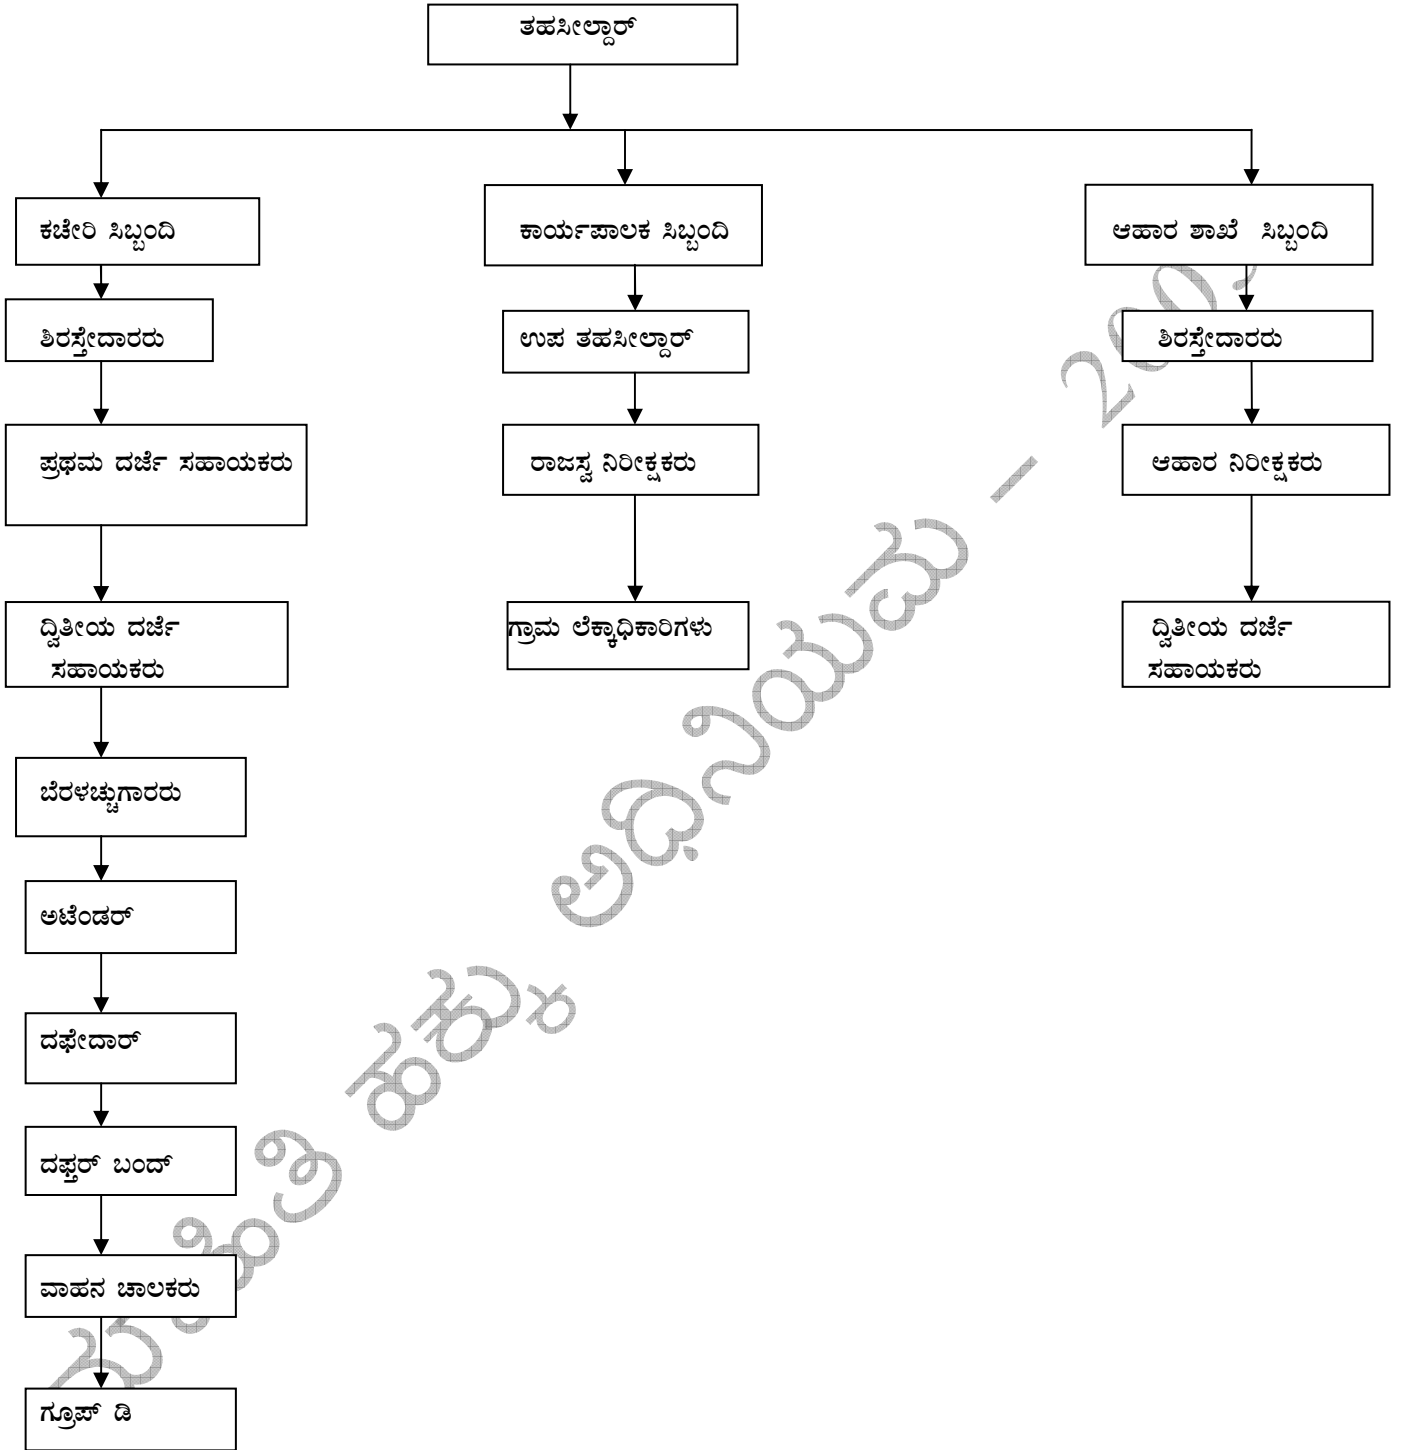 ತಹಸೀಲ್ದಾರ್
ಕಚೇರಿ ಸಿಬ್ಬಂದಿ
ಕಾರ್ಯಪಾಲಕ ಸಿಬ್ಬಂದಿ
ಆಹಾರ ಶಾಖೆ ಸಿಬ್ಬಂದಿ
ಶಿರಸ್ತೇದಾರರು
ಉಪ ತಹಸೀಲ್ದಾರ್
ಶಿರಸ್ತೇದಾರರು
ಪ್ರಥಮ ದರ್ಜೆ ಸಹಾಯಕರು
ರಾಜಸ್ವ ನಿರೀಕ್ಷಕರು
ಆಹಾರ ನಿರೀಕ್ಷಕರು
ದ್ವಿತೀಯ ದರ್ಜೆ
ಸಹಾಯಕರು
ಗ್ರಾಮ ಲೆಕ್ಕಾಧಿಕಾರಿಗಳು
ದ್ವಿತೀಯ ದರ್ಜೆ
ಸಹಾಯಕರು
ಬೆರಳಚ್ಚುಗಾರರು
ಅಟೆಂಡರ್
ದಫೇದಾರ್
ದಫ್ತರ್ ಬಂದ್
ವಾಹನ ಚಾಲಕರು
ಗ್ರೂಪ್ ಡಿ
ಹಕ್ಕು ಅಧಿನಿಯಮ –